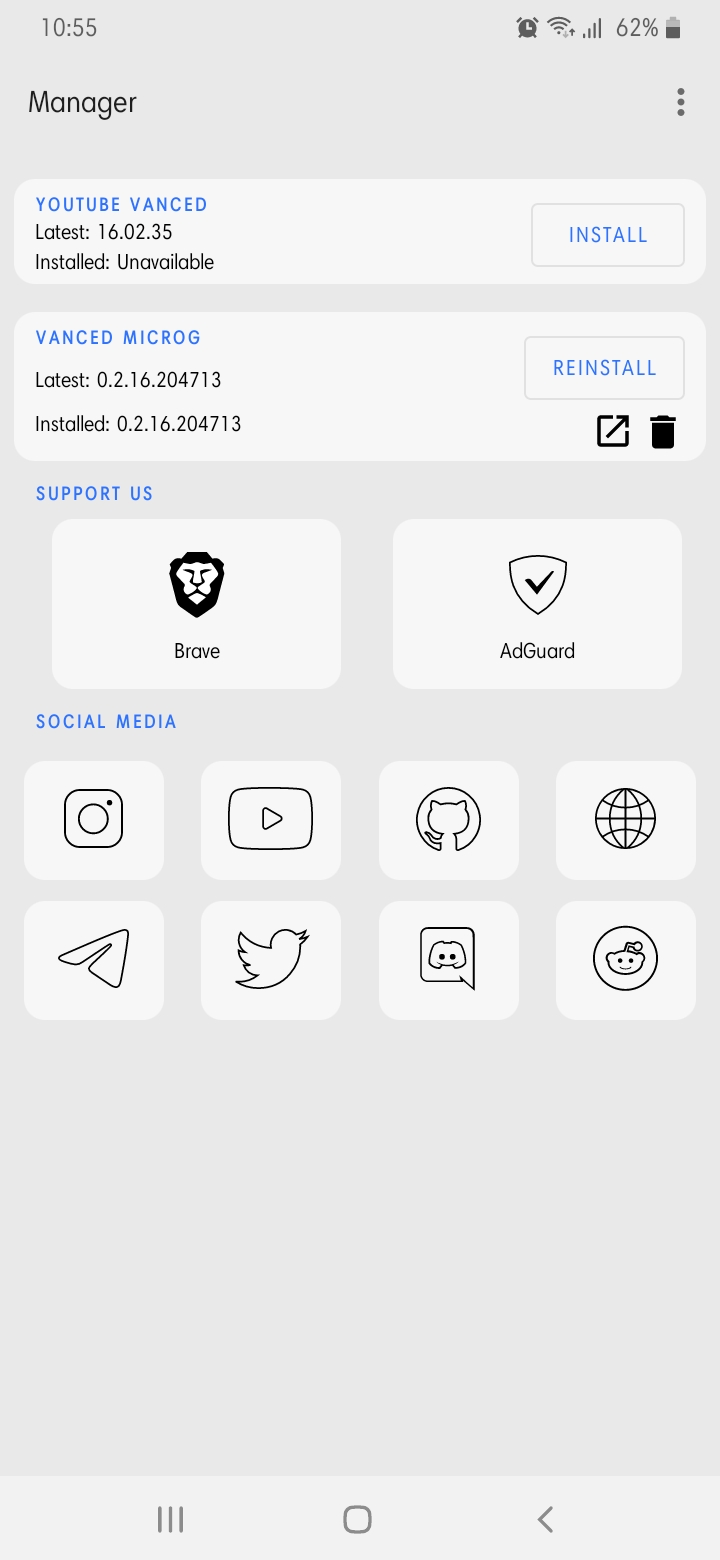 10:55 62%
Manager
YOUTUBE VANCED
Latest: 16.02.35
Installed: Unavailable
INSTALL
VANCED MICROG
Latest: 0.2.16.204713
Installed: 0.2.16.204713
REINSTALL
SUPPORT US
Brave AdGuard
SOCIAL MEDIA